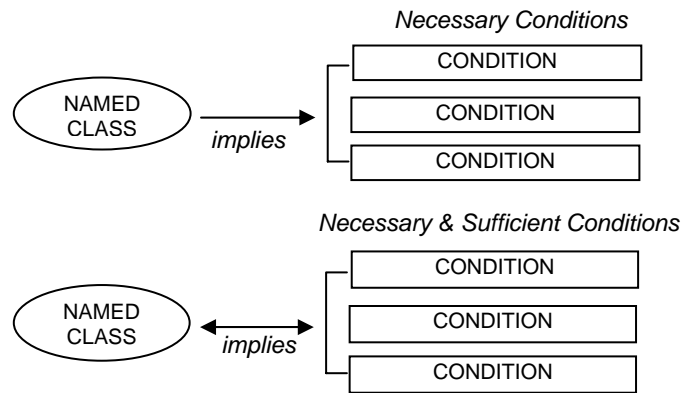 Necessary Conditions
CONDITION
NAMED
CLASS
implies
CONDITION
CONDITION
Necessary & Sufficient Conditions
CONDITION
NAMED
CLASS
implies
CONDITION
CONDITION